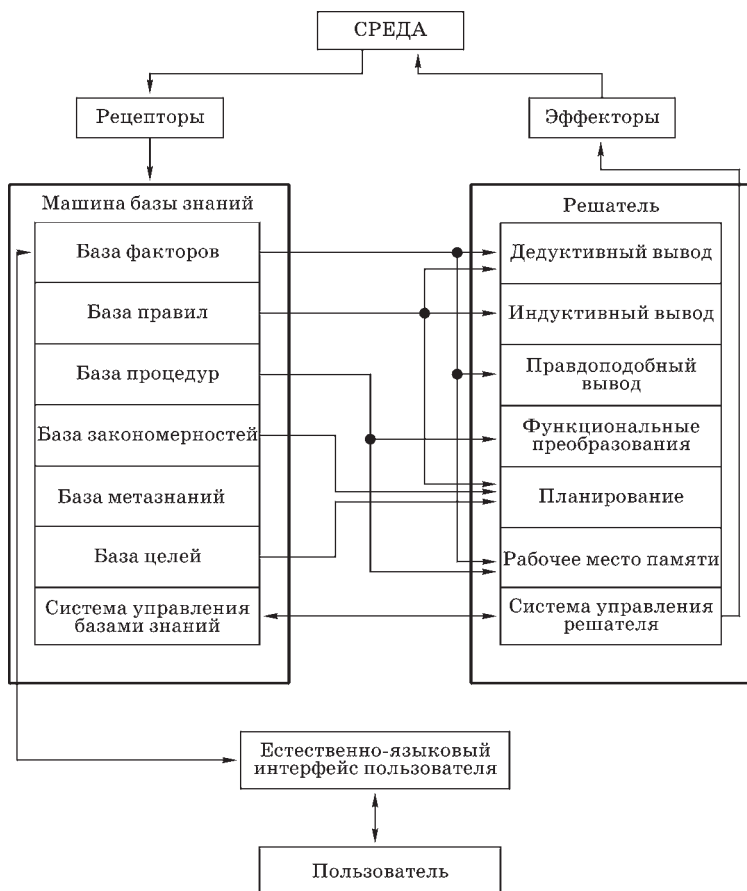 СРЕДА
Рецепторы
Эффекторы
Машина базы знаний
База факторов
База правил
База процедур
База закономерностей
База метазнаний
База целей
Система управления
базами знаний
Решатель
Дедуктивный вывод
Индуктивный вывод
Правдоподобный
вывод
Функциональные
преобразования
Планирование
Рабочее место памяти
Система управления
решателя
Естественно-языковый
интерфейс пользователя
Пользователь